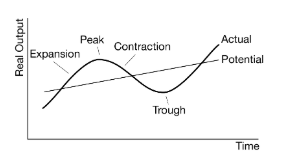 Real Output
Peak
Expansion
Contraction
Actual
Potential
Trough
Time